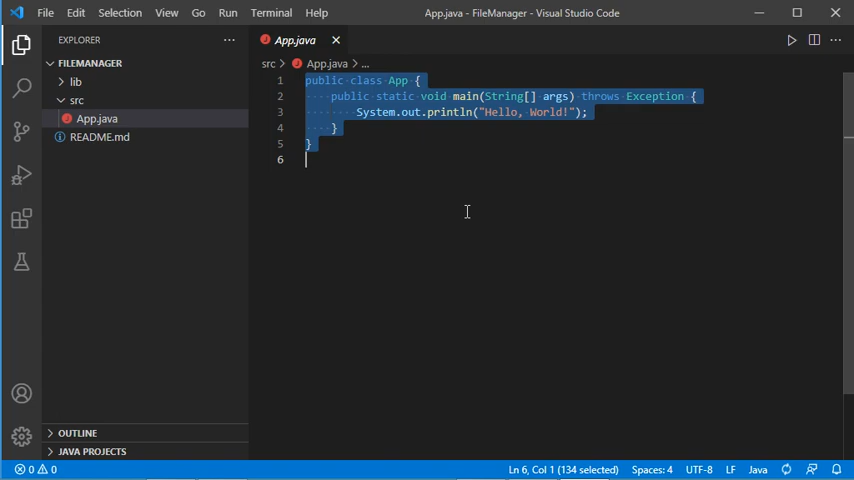 File Edit Selection View Go Run Terminal Help
App.java - FileManager - Visual Studio Code
EXPLORER
App.java
FILEMANAGER
src > App.java > ...
lib
src
App.java
README.md
1 public class App {
2 public static void main(String[] args) throws Exception {
3 System.out.println("Hello, World!");
4 }
5 }
6
OUTLINE
JAVA PROJECTS
0 0
Ln 6, Col 1 (134 selected) Spaces: 4 UTF-8 LF Java